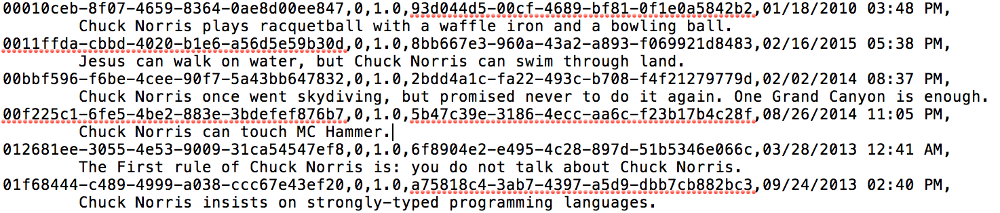 00010ceb-8f07-4659-8364-0ae8d00ee847,0,1.0,93d044d5-00cf-4689-bf81-0f1e0a5842b2,01/18/2010 03:48 PM,
Chuck Norris plays racquetball with a waffle iron and a bowling ball.
0011ffda-cbbd-4020-b1e6-a56d5e59b30d,0,1.0,8bb667e3-960a-43a2-a893-f069921d8483,02/16/2015 05:38 PM,
Jesus can walk on water, but Chuck Norris can swim through land.
00bbf596-f6be-4cee-90f7-5a43bb647832,0,1.0,2bdd4a1c-fa22-493c-b708-f4f21279779d,02/02/2014 08:37 PM,
Chuck Norris once went skydiving, but promised never to do it again. One Grand Canyon is enough.
00f225c1-6fe5-4be2-883e-3bdefef876b7,0,1.0,5b47c39e-3186-4ecc-aa6c-f23b17b4c28f,08/26/2014 11:05 PM,
Chuck Norris can touch MC Hammer.
012681ee-3055-4e53-9009-31ca54547ef8,0,1.0,6f8904e2-e495-4c28-897d-51b5346e066c,03/28/2013 12:41 AM,
The First rule of Chuck Norris is: you do not talk about Chuck Norris.
01f68444-c489-4999-a038-ccc67e43ef20,0,1.0,a75818c4-3ab7-4397-a5d9-dbb7cb882bc3,09/24/2013 02:40 PM,
Chuck Norris insists on strongly-typed programming languages.